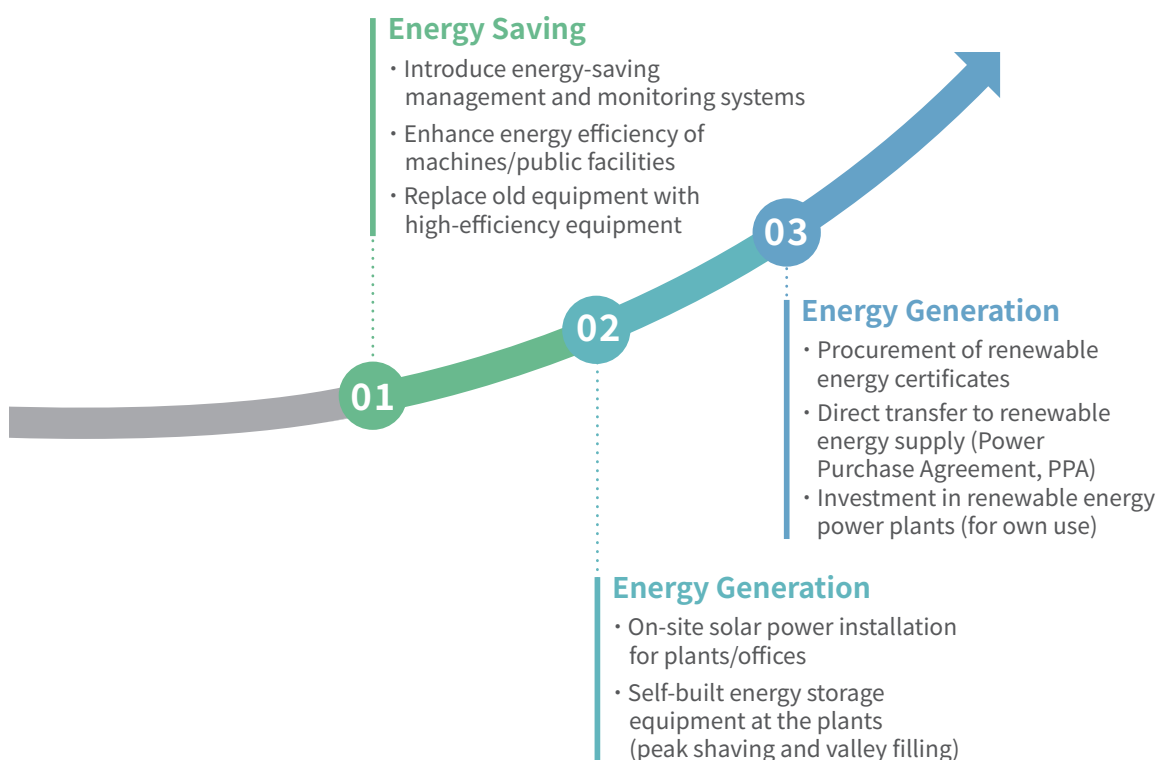 Energy Saving
・Introduce energy-saving
management and monitoring systems
・Enhance energy efficiency of
machines/public facilities
・Replace old equipment with
high-efficiency equipment
01
02
03
Energy Generation
・Procurement of renewable
energy certificates
・Direct transfer to renewable
energy supply (Power
Purchase Agreement, PPA)
・Investment in renewable energy
power plants (for own use)
Energy Generation
・On-site solar power installation
for plants/offices
・Self-built energy storage
equipment at the plants
(peak shaving and valley filling)